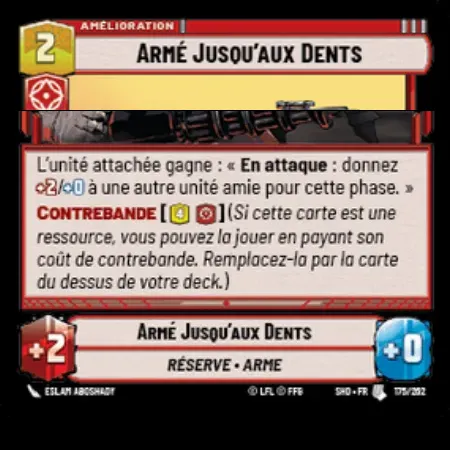 AMÉLIORATION
2
ARMÉ JUSQU'AUX DENTS
L'unité attachée gagne : « En attaque : donnez
+2/+0 à une autre unité amie pour cette phase. »
CONTREBANDE [4] (Si cette carte est une
ressource, vous pouvez la jouer en payant son
coût de contrebande. Remplacez-la par la carte
du dessus de votre deck.)
ARMÉ JUSQU'AUX DENTS
+2
+0
RÉSERVE • ARME
ESLAM ABOSHADY
© LFL © FFG
SHD • FR
175/262